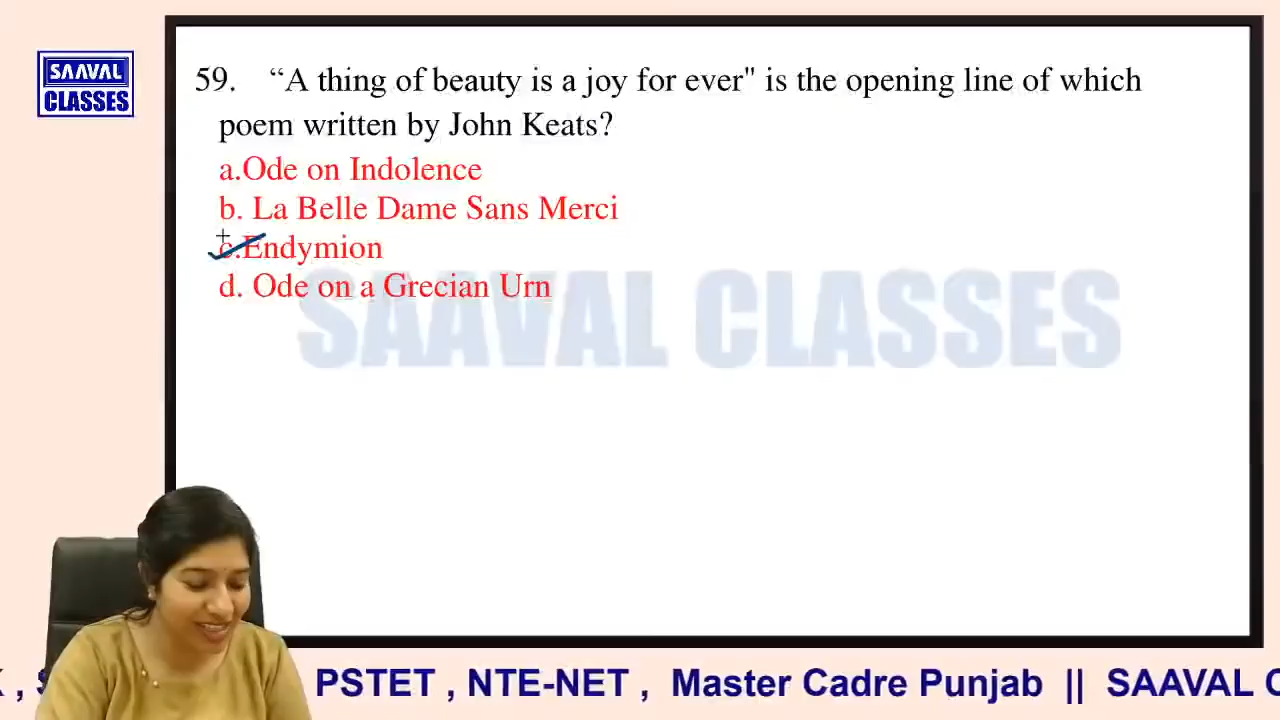 SAAVAL
CLASSES
59. “A thing of beauty is a joy for ever" is the opening line of which
poem written by John Keats?
a.Ode on Indolence
b. La Belle Dame Sans Merci
c.Endymion
d. Ode on a Grecian Urn
SAAVAL CLASSES
PSTET , NTE-NET , Master Cadre Punjab || SAAVAL